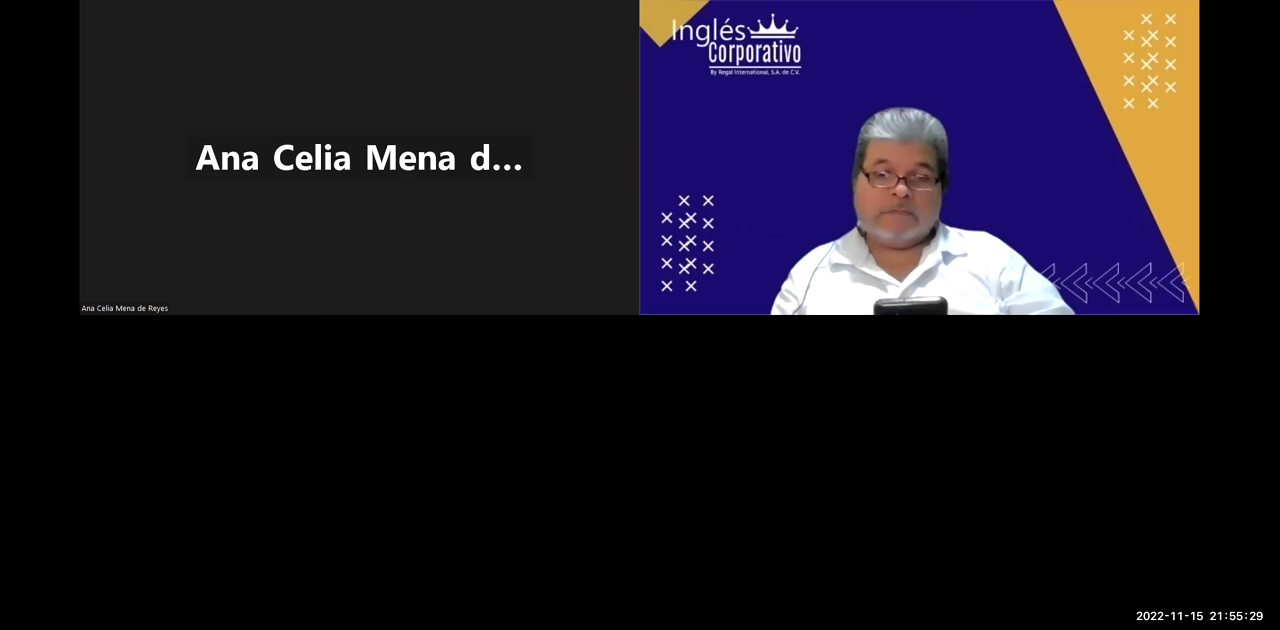 Ana Celia Mena d...
Ana Celia Mena de Reyes
Inglés
Corporativo
By Regal International, S.A. de C.V.
2022-11-15 21:55:29